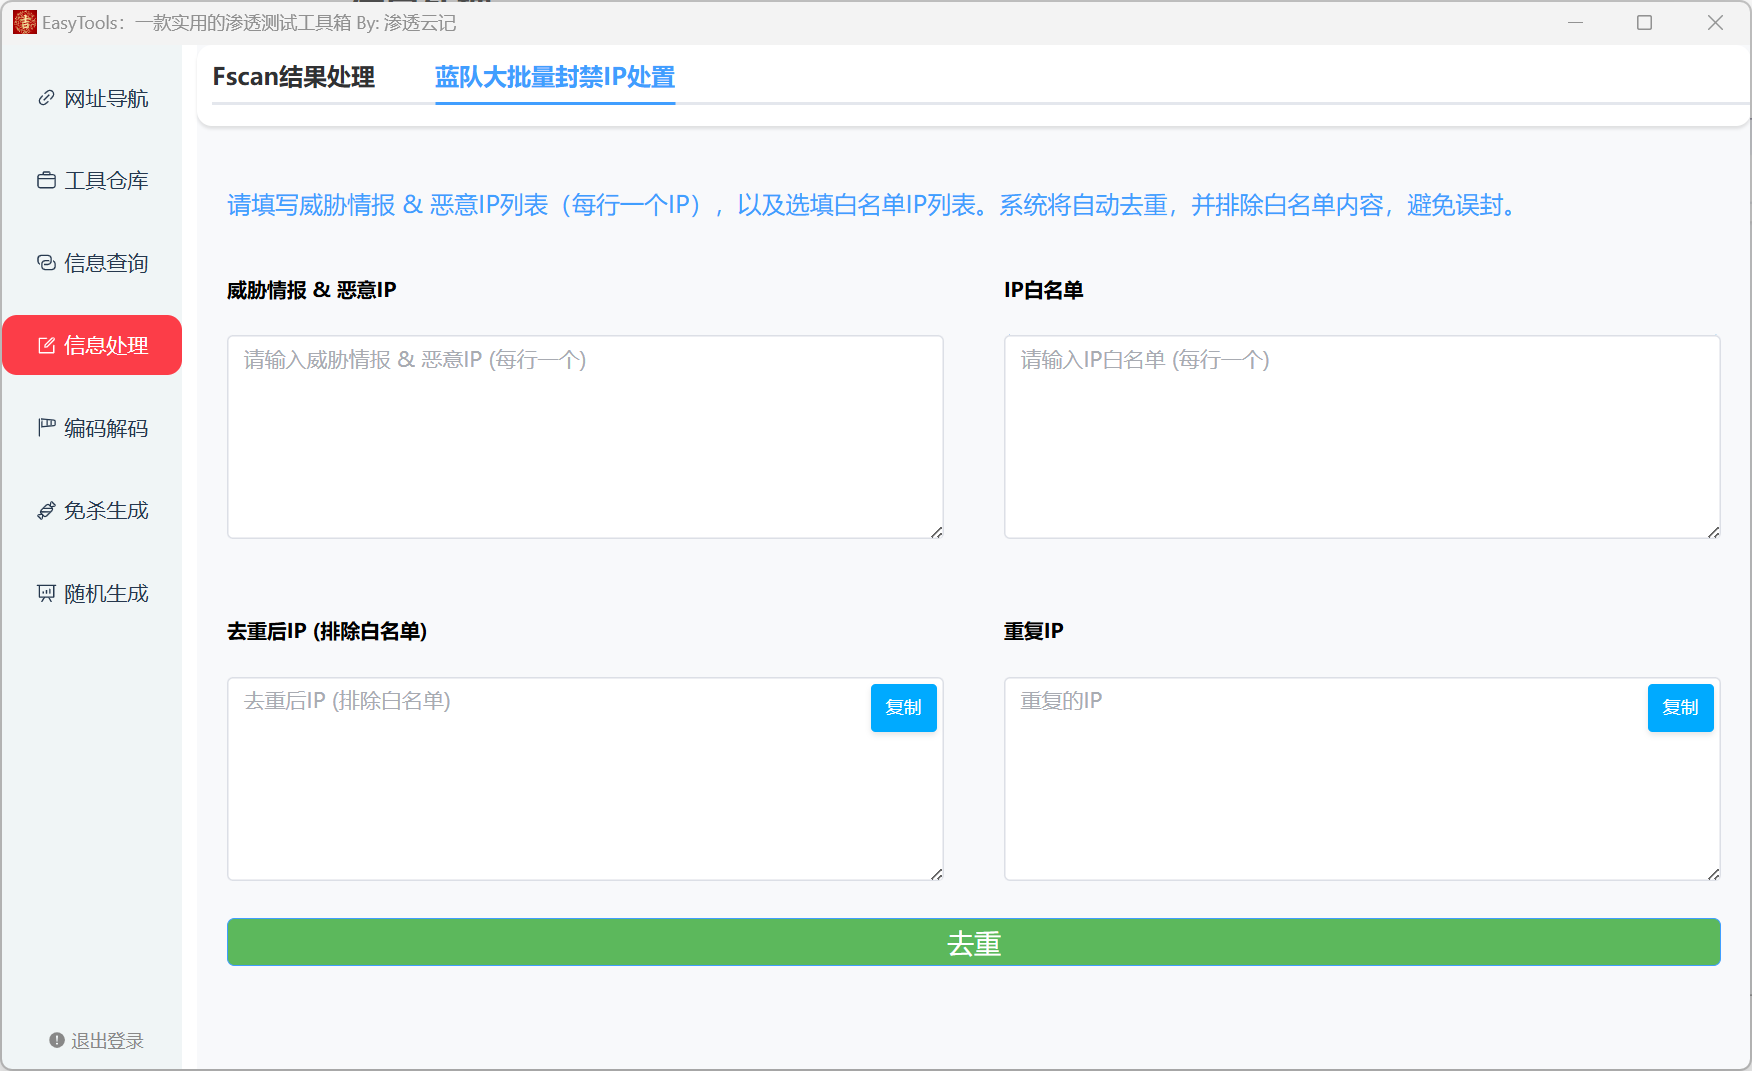 EasyTools：一款实用的渗透测试工具箱 By: 渗透云记
网址导航
工具仓库
信息查询
信息处理
编码解码
免杀生成
随机生成
退出登录
Fscan结果处理
蓝队大批量封禁IP处置
请填写威胁情报 & 恶意IP列表（每行一个IP），以及选填白名单IP列表。系统将自动去重，并排除白名单内容，避免误封。
威胁情报 & 恶意IP
IP白名单
请输入威胁情报 & 恶意IP (每行一个)
请输入IP白名单 (每行一个)
去重后IP (排除白名单)
重复IP
去重后IP (排除白名单)
复制
重复的IP
复制
去重